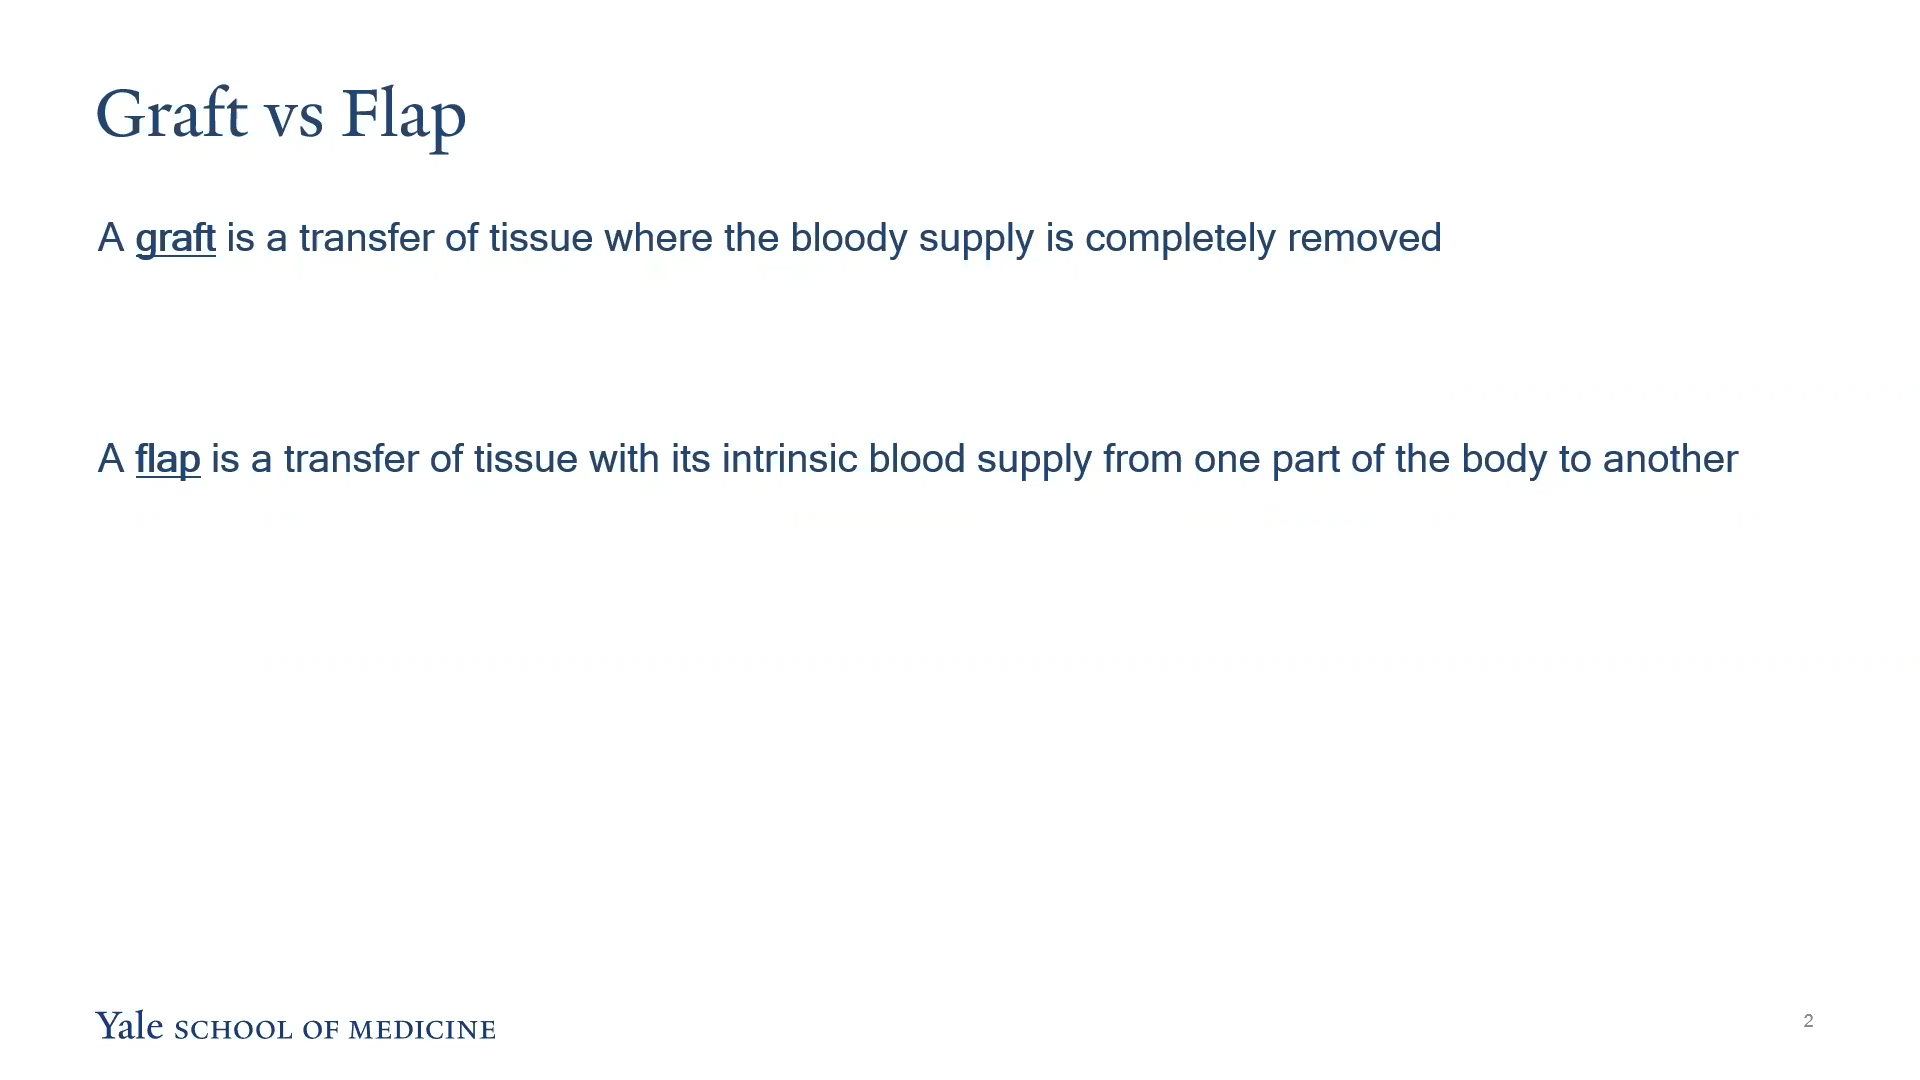 Graft vs Flap
A graft is a transfer of tissue where the bloody supply is completely removed
A flap is a transfer of tissue with its intrinsic blood supply from one part of the body to another
Yale SCHOOL OF MEDICINE
2